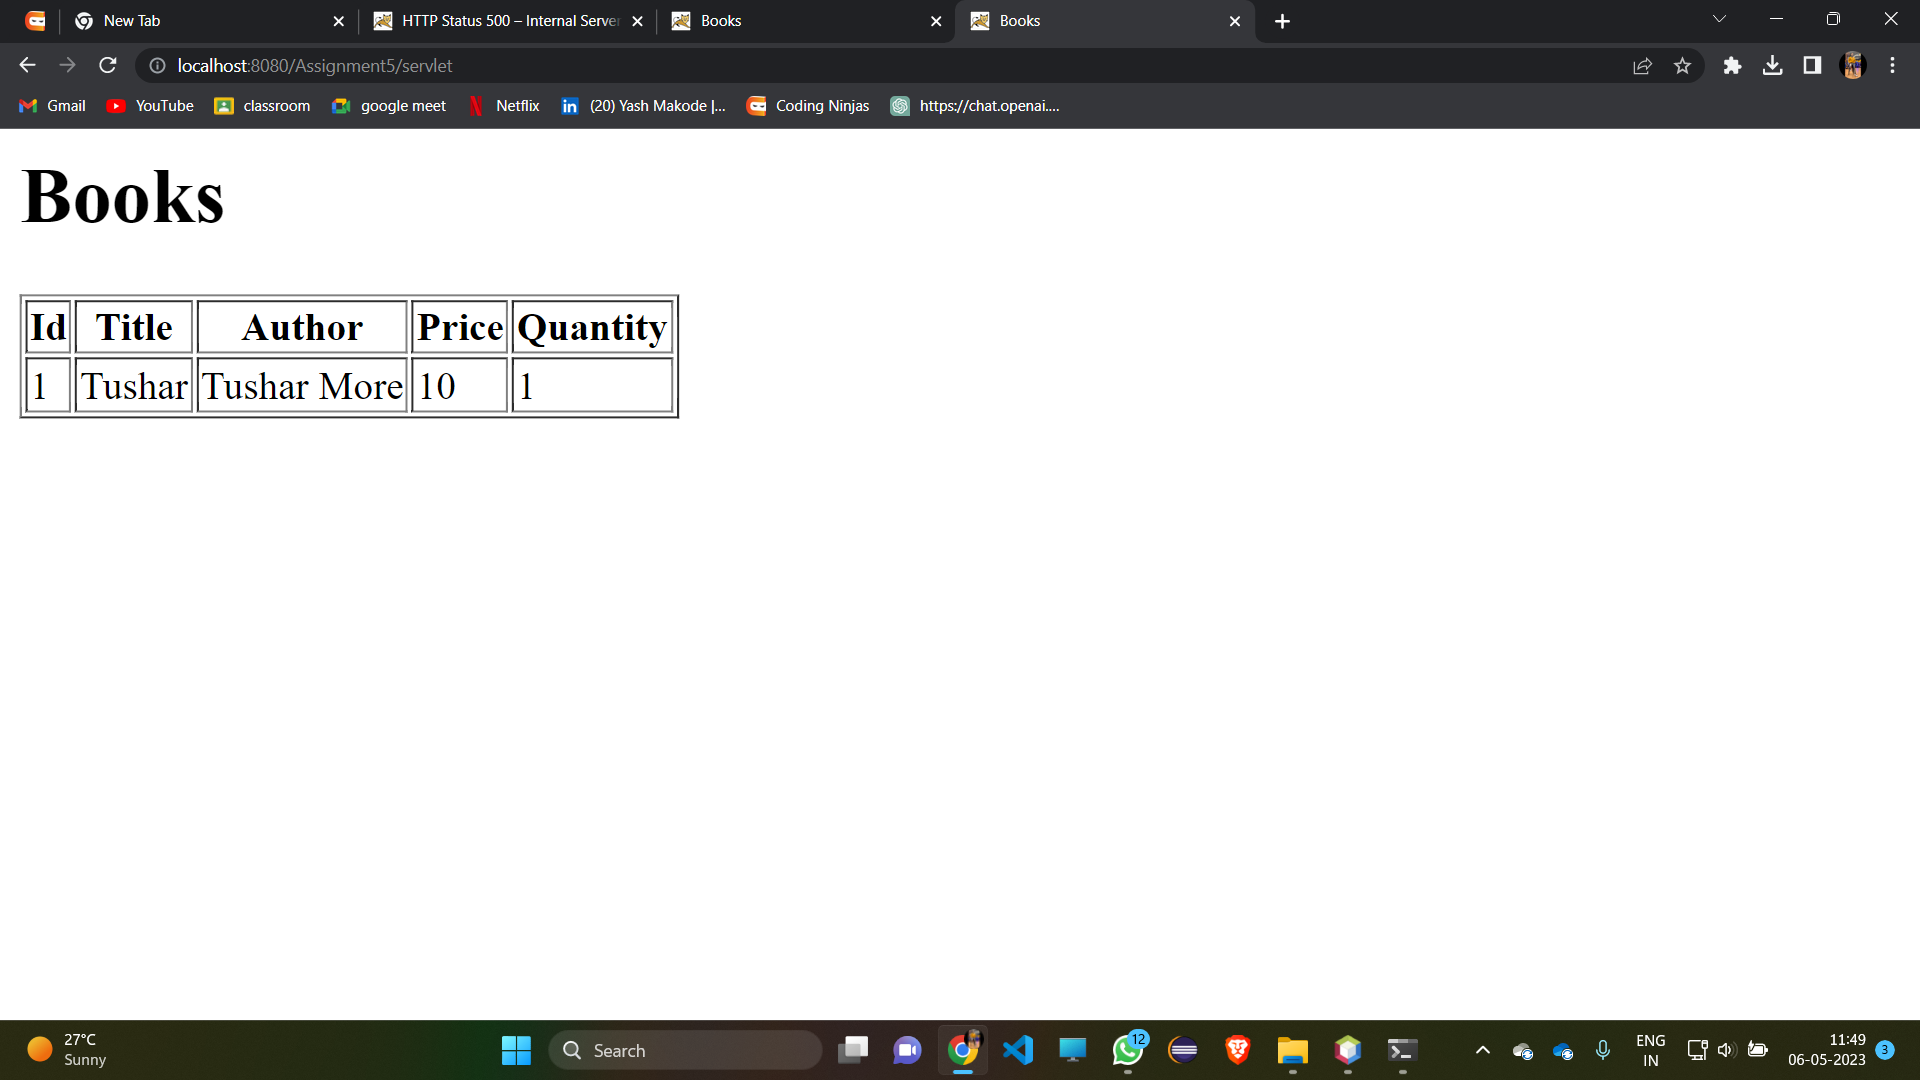 New Tab
HTTP Status 500 – Internal Server
Books
Books
localhost:8080/Assignment5/servlet
Gmail
YouTube
classroom
google meet
Netflix
(20) Yash Makode |...
Coding Ninjas
https://chat.openai....
Books
Id Title Author Price Quantity
1 Tushar Tushar More 10 1
27°C
Sunny
Search
12
ENG
IN
11:49
06-05-2023
3